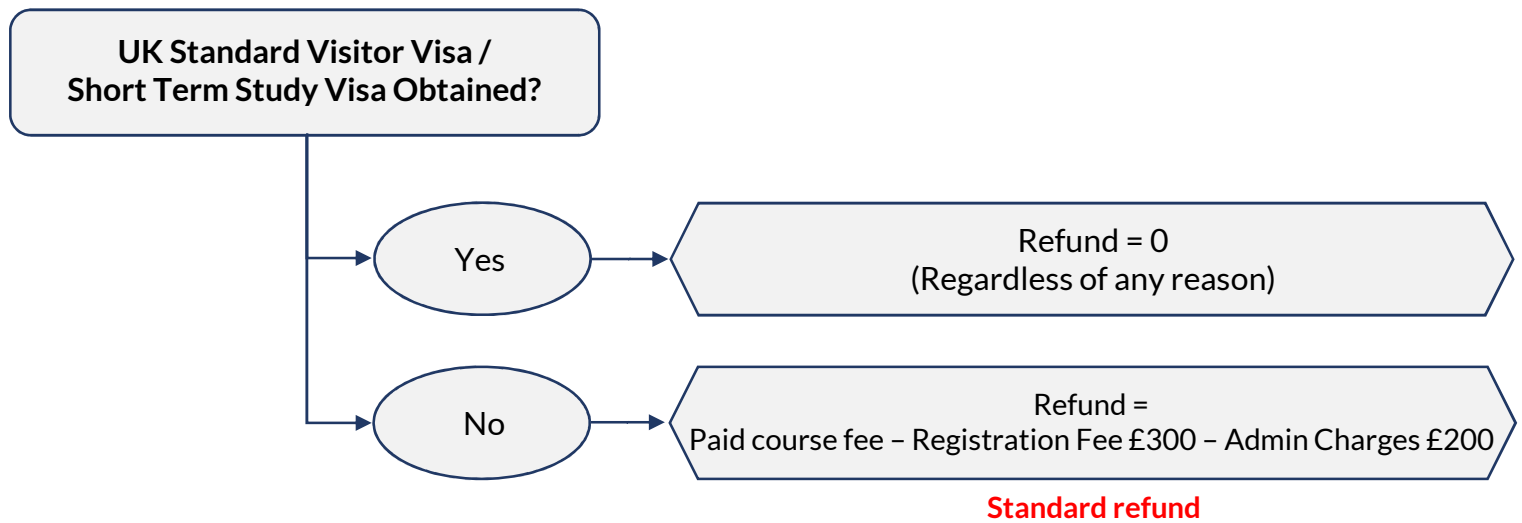 UK Standard Visitor Visa /
Short Term Study Visa Obtained?
Yes
Refund = 0
(Regardless of any reason)
No
Refund =
Paid course fee – Registration Fee £300 – Admin Charges £200
Standard refund